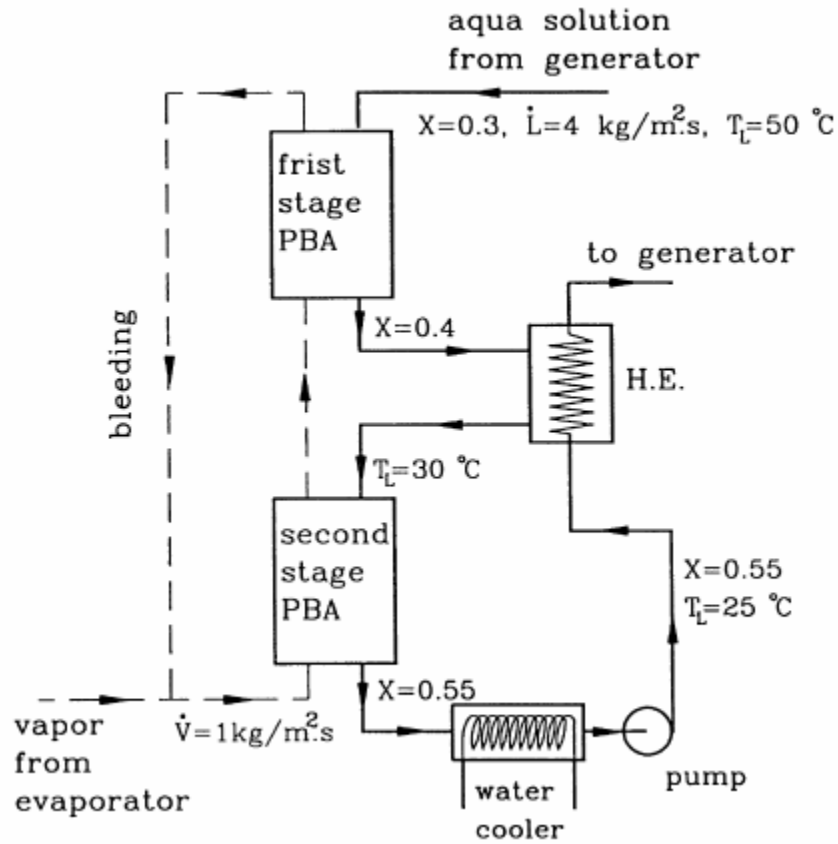 aqua solution
from generator
X=0.3, L̇=4 kg/m².s, T_L=50 °C
frist
stage
PBA
to generator
X=0.4
H.E.
bleeding
T_L=30 °C
second
stage
PBA
X=0.55
T_L=25 °C
X=0.55
V̇=1kg/m².s
vapor
from
evaporator
water
cooler
pump